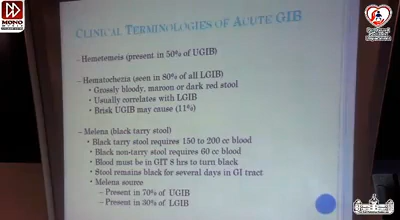 MONO
CLINICAL TERMINOLOGIES OF ACUTE GIB
– Hemetemeis (present in 50% of UGIB)
– Hematochezia (seen in 80% of all LGIB)
• Grossly bloody, maroon or dark red stool
• Usually correlates with LGIB
• Brisk UGIB may cause (11%)
– Melena (black tarry stool)
• Black tarry stool requires 150 to 200 cc blood
• Black non-tarry stool requires 60 cc blood
• Blood must be in GIT 8 hrs to turn black
• Stool remains black for several days in GI tract
• Melena source
– Present in 70% of UGIB
– Present in 30% of LGIB